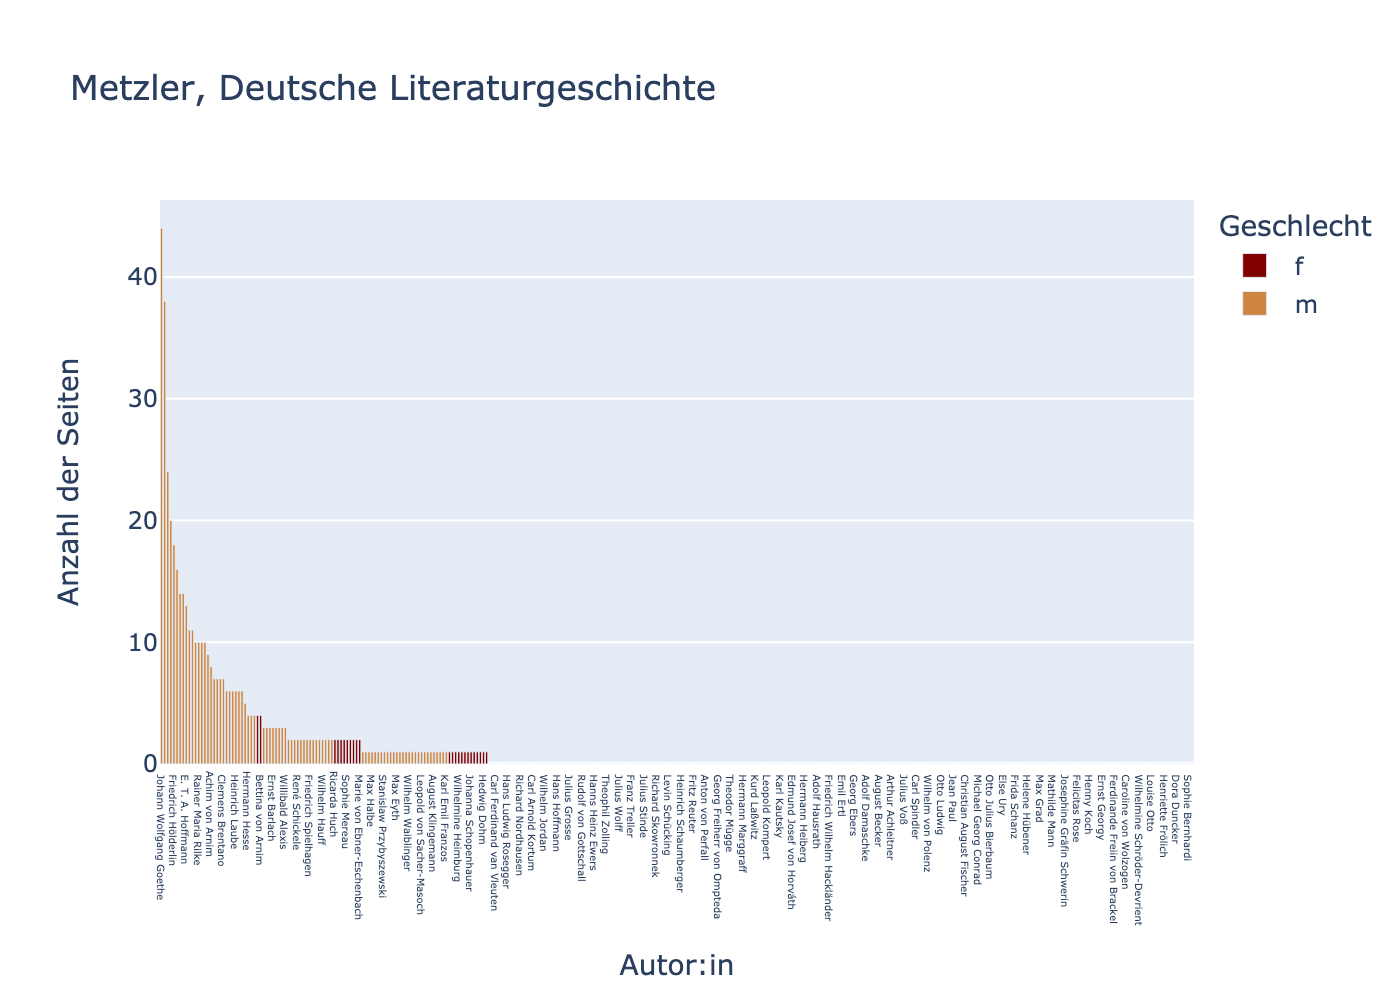 Metzler, Deutsche Literaturgeschichte
Geschlecht
f
m
Anzahl der Seiten
40
30
20
10
0
Johann Wolfgang Goethe
Friedrich Hölderlin
E. T. A. Hoffmann
Rainer Maria Rilke
Achim von Arnim
Clemens Brentano
Heinrich Laube
Hermann Hesse
Bettina von Arnim
Ernst Barlach
Willibald Alexis
René Schickele
Friedrich Spielhagen
Wilhelm Hauff
Ricarda Huch
Sophie Mereau
Marie von Ebner-Eschenbach
Max Halbe
Stanislaw Przybyszewski
Max Eyth
Wilhelm Waiblinger
Leopold von Sacher-Masoch
August Klingemann
Karl Emil Franzos
Wilhelmine Heimburg
Johanna Schopenhauer
Hedwig Dohm
Carl Ferdinand van Vleuten
Hans Ludwig Rosegger
Richard Nordhausen
Carl Arnold Kortum
Wilhelm Jordan
Hans Hoffmann
Julius Grosse
Rudolf von Gottschall
Hanns Heinz Ewers
Theophil Zolling
Julius Wolff
Franz Treller
Julius Stinde
Richard Skowronnek
Levin Schücking
Heinrich Schaumberger
Fritz Reuter
Anton von Perfall
Georg Freiherr von Ompteda
Theodor Mügge
Hermann Marggraff
Kurd Laßwitz
Leopold Kompert
Karl Kautsky
Edmund Josef von Horváth
Hermann Heiberg
Adolf Hausrath
Friedrich Wilhelm Hackländer
Emil Ertl
Georg Ebers
Adolf Damaschke
August Becker
Arthur Achleitner
Julius Voß
Carl Spindler
Wilhelm von Polenz
Otto Ludwig
Jean Paul
Christian August Fischer
Michael Georg Conrad
Otto Julius Bierbaum
Else Ury
Frida Schanz
Helene Hübener
Max Grad
Mathilde Mann
Josephine Gräfin Schwerin
Felicitas Rose
Henny Koch
Ernst Georgy
Ferdinande Freiin von Brackel
Caroline von Wolzogen
Wilhelmine Schröder-Devrient
Louise Otto
Henriette Frölich
Dora Duncker
Sophie Bernhardi
Autor:in